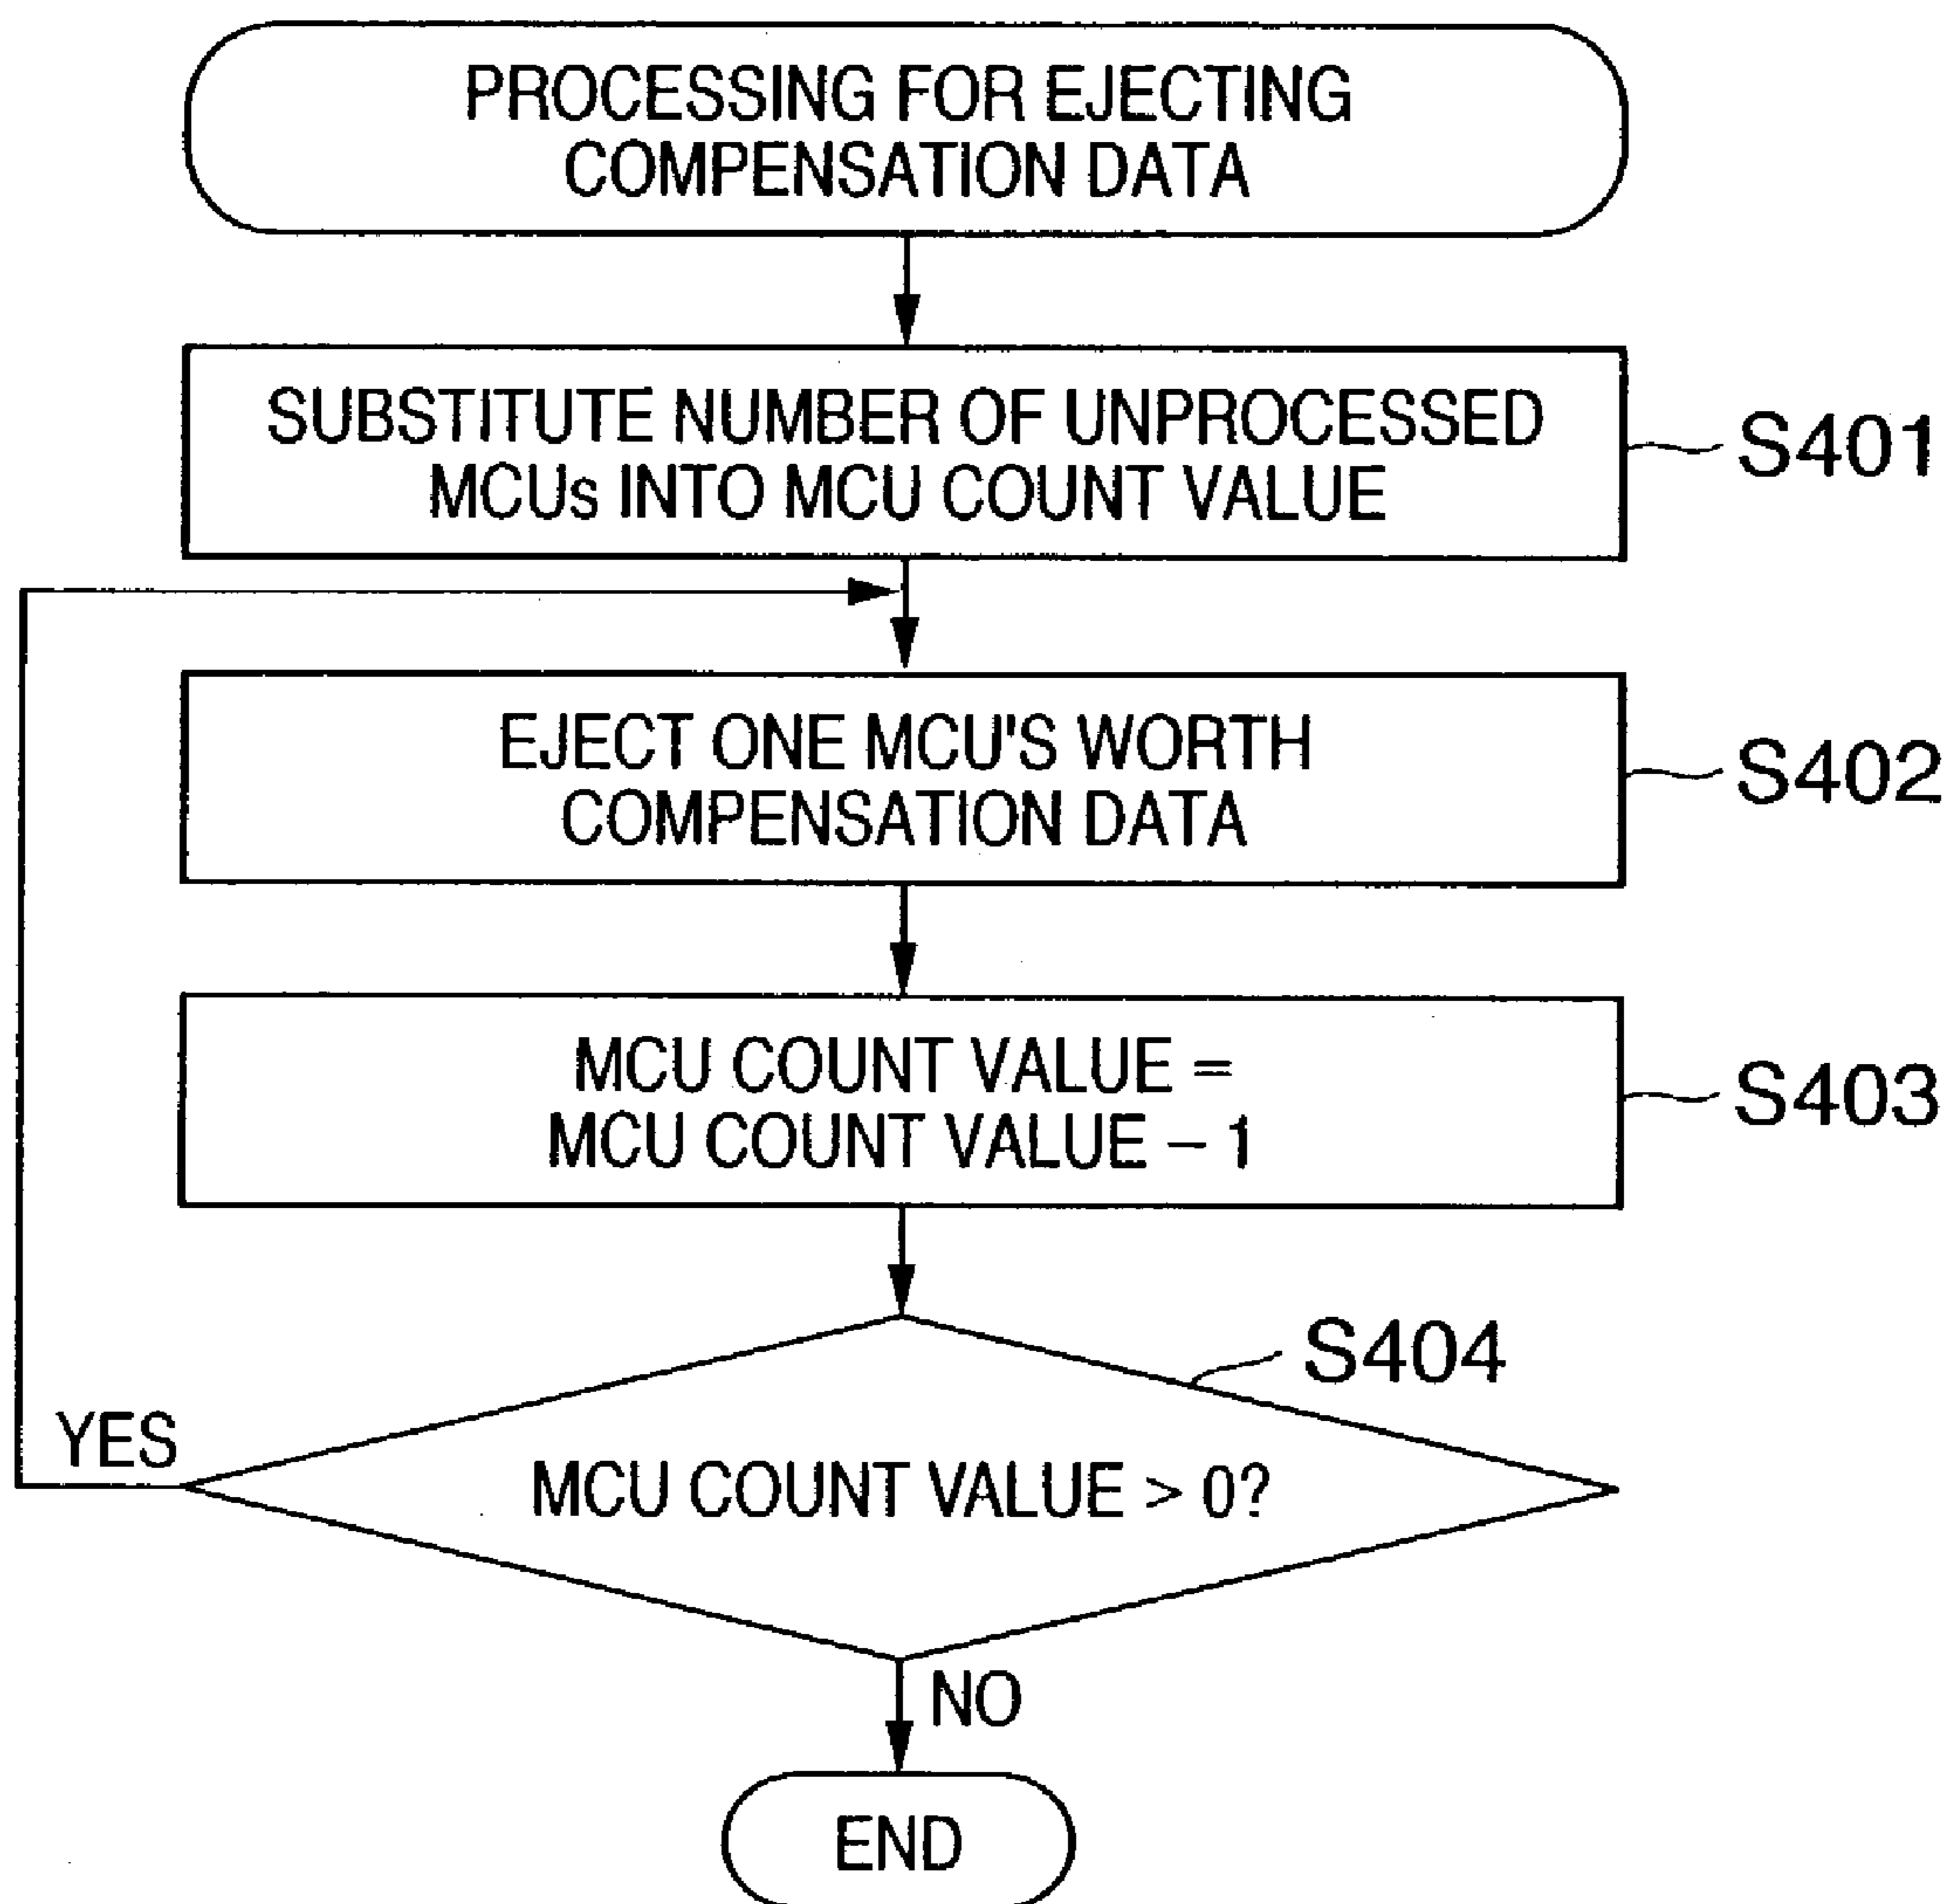 PROCESSING FOR EJECTING
COMPENSATION DATA
SUBSTITUTE NUMBER OF UNPROCESSED
MCUs INTO MCU COUNT VALUE
S401
EJECT ONE MCU'S WORTH
COMPENSATION DATA
S402
MCU COUNT VALUE =
MCU COUNT VALUE – 1
S403
S404
YES
MCU COUNT VALUE > 0?
NO
END